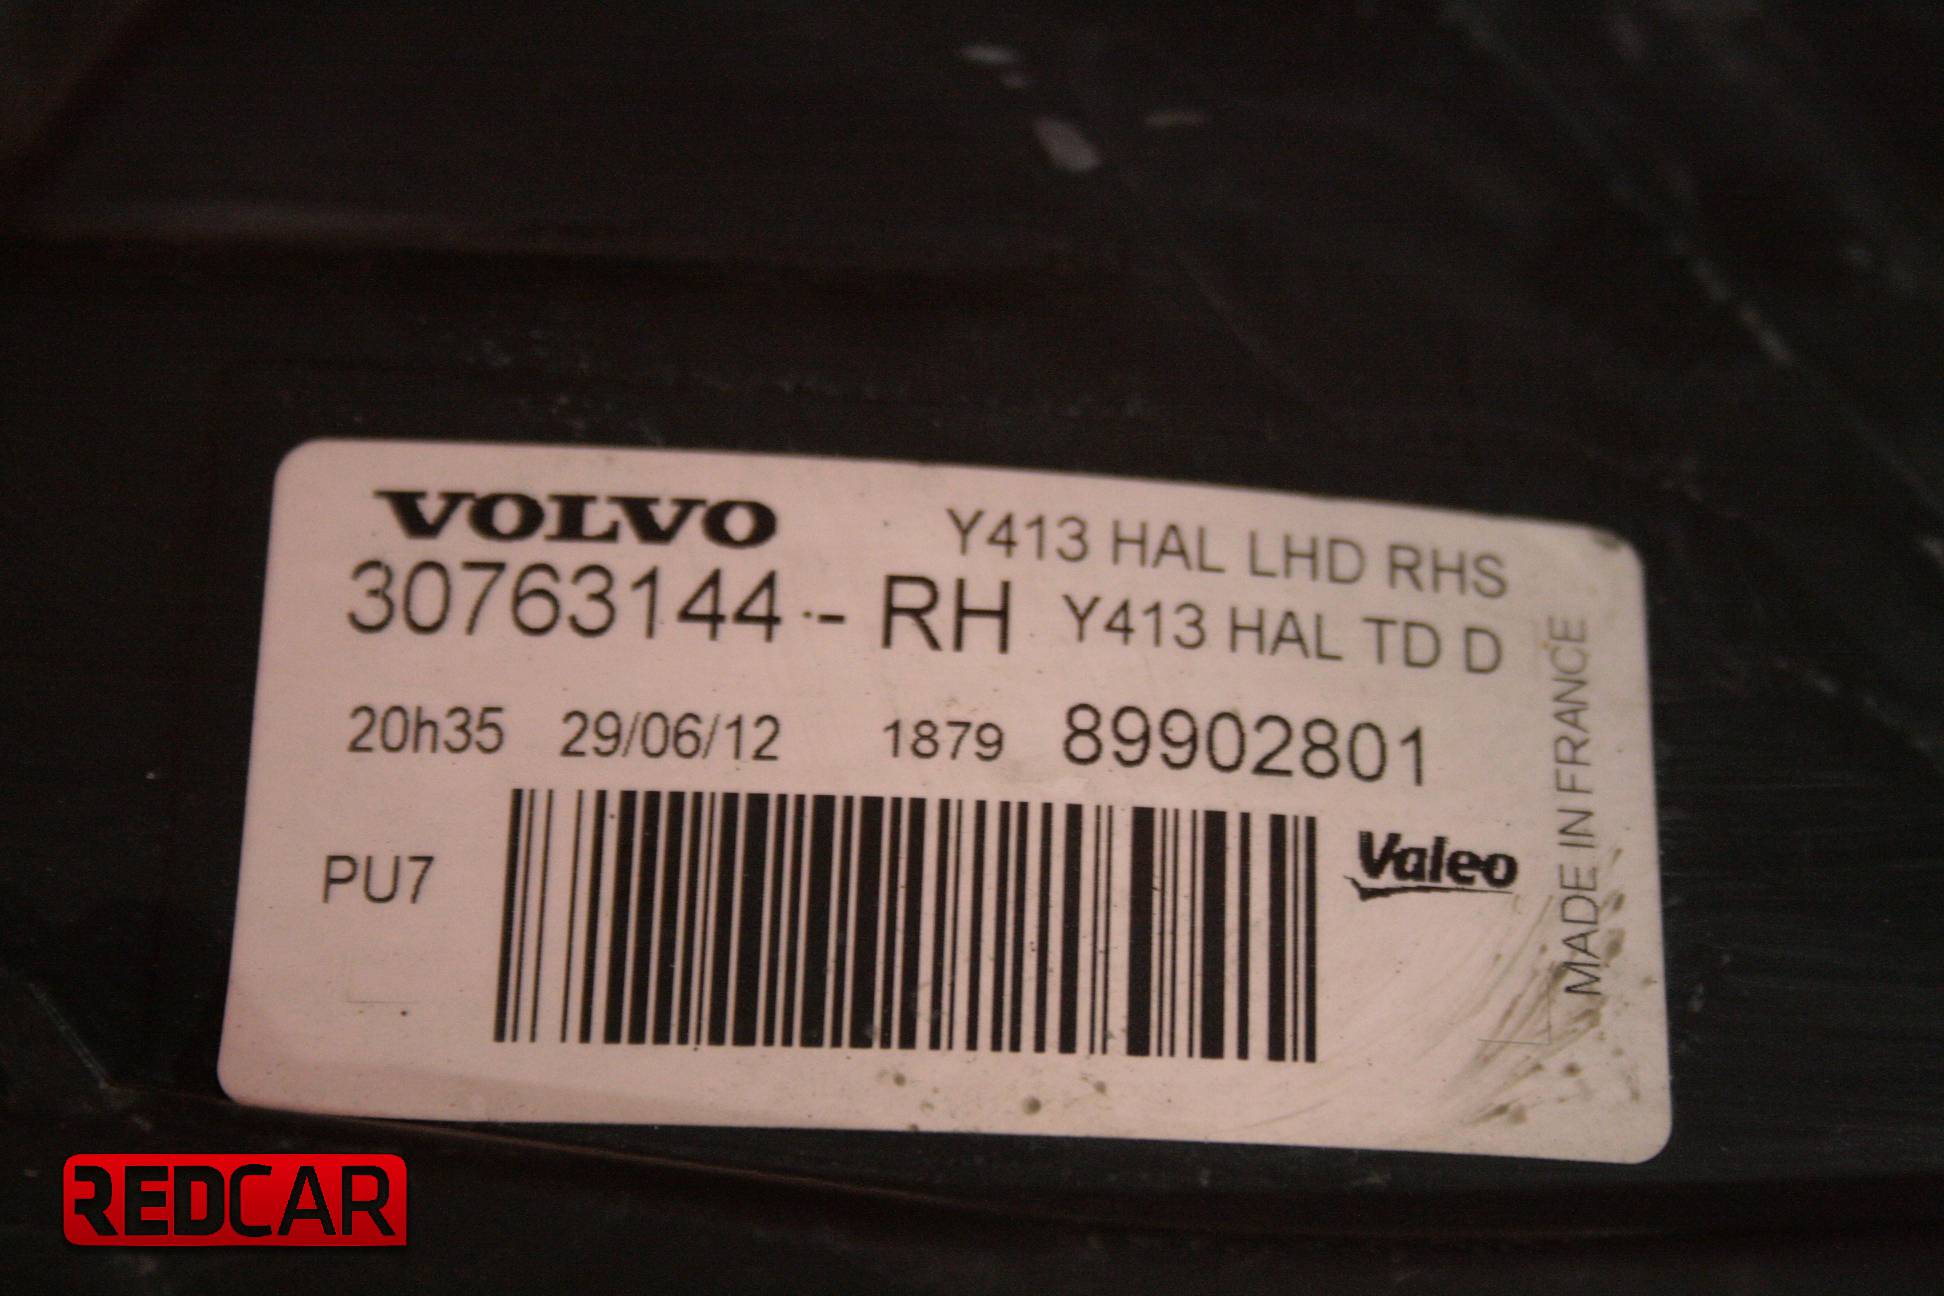 VOLVO
Y413 HAL LHD RHS
30763144 - RH
Y413 HAL TD D
20h35 29/06/12 1879 89902801
PU7
Valeo
MADE IN FRANCE
REDCAR